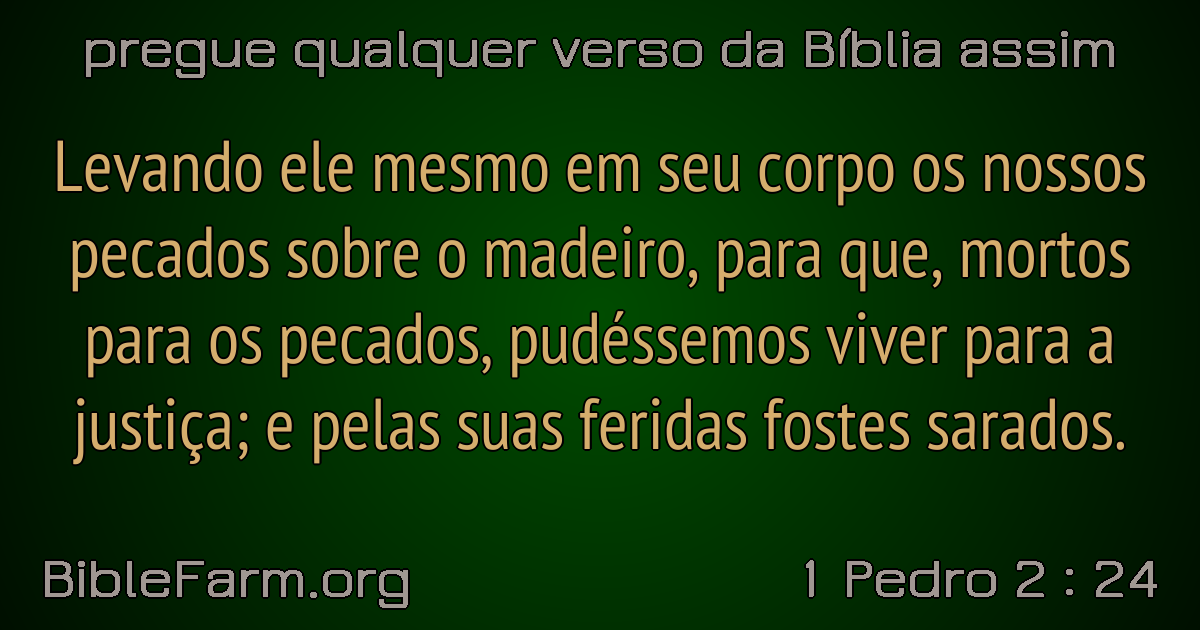 pregue qualquer verso da Bíblia assim
Levando ele mesmo em seu corpo os nossos
pecados sobre o madeiro, para que, mortos
para os pecados, pudéssemos viver para a
justiça; e pelas suas feridas fostes sarados.
BibleFarm.org
1 Pedro 2 : 24